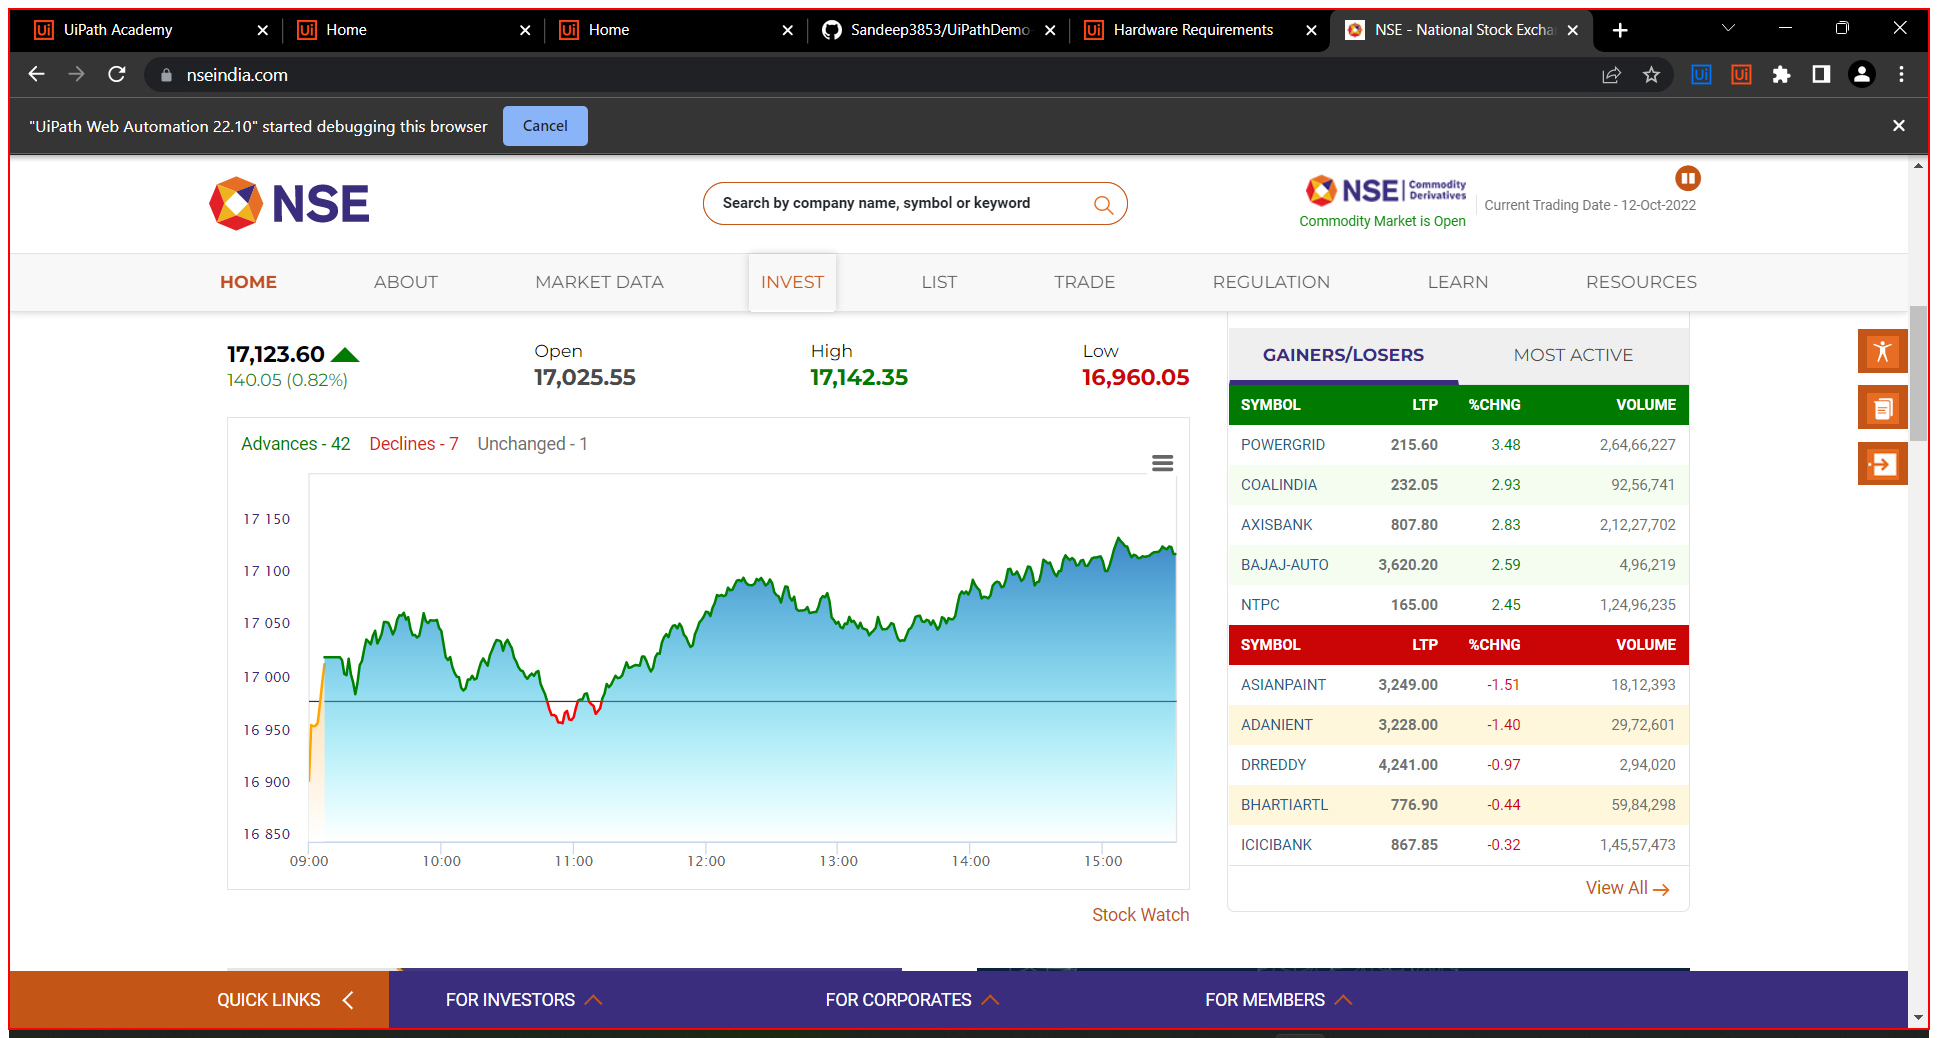 UiPath Academy
Home
Home
Sandeep3853/UiPathDemo
Hardware Requirements
NSE - National Stock Excha
nseindia.com
"UiPath Web Automation 22.10" started debugging this browser
Cancel
NSE
Search by company name, symbol or keyword
NSE Commodity Derivatives
Commodity Market is Open
Current Trading Date - 12-Oct-2022
HOME ABOUT MARKET DATA INVEST LIST TRADE REGULATION LEARN RESOURCES
17,123.60
140.05 (0.82%)
Open
17,025.55
High
17,142.35
Low
16,960.05
Advances - 42 Declines - 7 Unchanged - 1
17 150
17 100
17 050
17 000
16 950
16 900
16 850
09:00 10:00 11:00 12:00 13:00 14:00 15:00
Stock Watch
GAINERS/LOSERS MOST ACTIVE
SYMBOL LTP %CHNG VOLUME
POWERGRID 215.60 3.48 2,64,66,227
COALINDIA 232.05 2.93 92,56,741
AXISBANK 807.80 2.83 2,12,27,702
BAJAJ-AUTO 3,620.20 2.59 4,96,219
NTPC 165.00 2.45 1,24,96,235
SYMBOL LTP %CHNG VOLUME
ASIANPAINT 3,249.00 -1.51 18,12,393
ADANIENT 3,228.00 -1.40 29,72,601
DRREDDY 4,241.00 -0.97 2,94,020
BHARTIARTL 776.90 -0.44 59,84,298
ICICIBANK 867.85 -0.32 1,45,57,473
View All
QUICK LINKS FOR INVESTORS FOR CORPORATES FOR MEMBERS